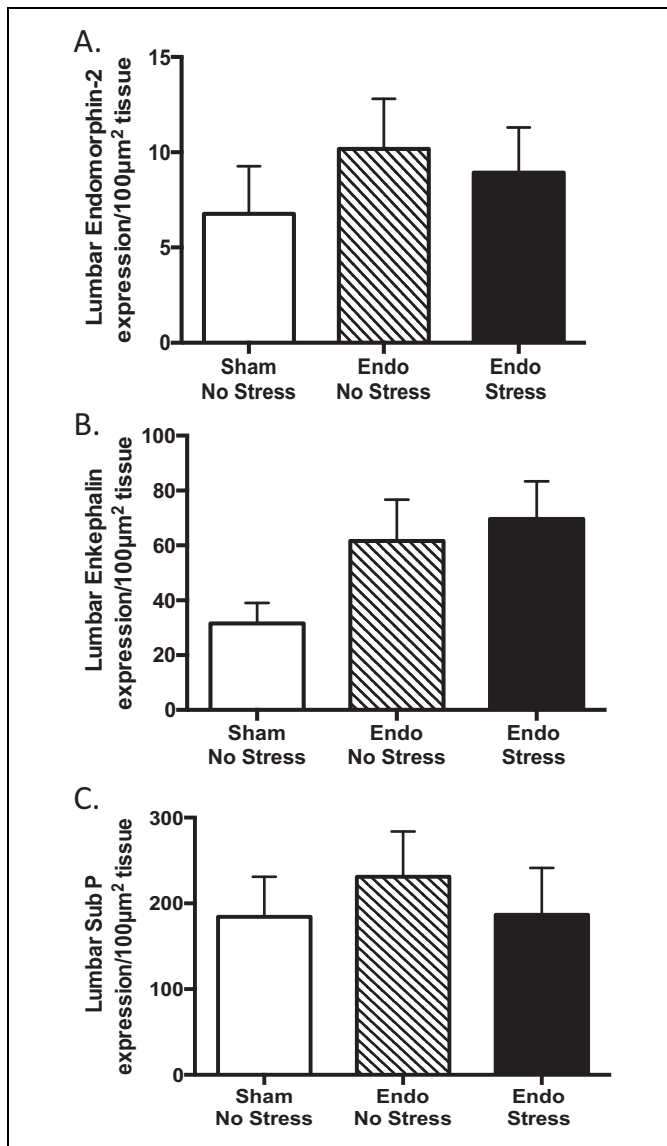 A.
Lumbar Endomorphin-2
expression/100µm² tissue
15
10
5
0
Sham
No Stress
Endo
No Stress
Endo
Stress
B.
Lumbar Enkephalin
expression/100µm² tissue
100
80
60
40
20
0
Sham
No Stress
Endo
No Stress
Endo
Stress
C.
Lumbar Sub P
expression/100µm² tissue
300
200
100
0
Sham
No Stress
Endo
No Stress
Endo
Stress